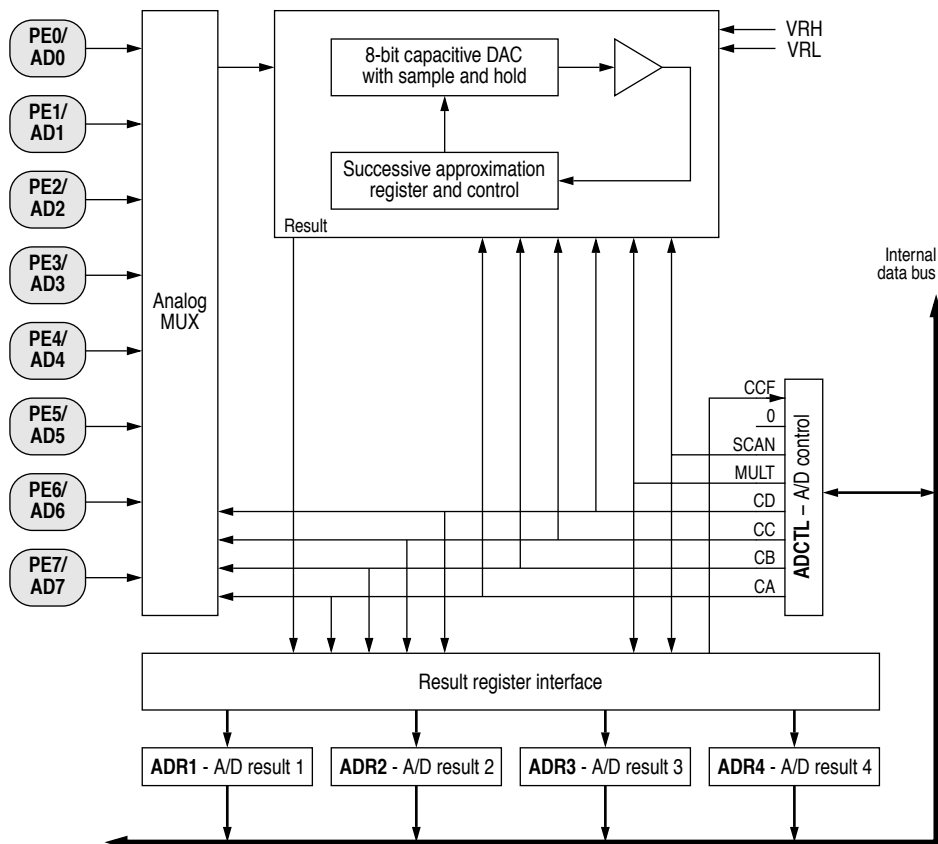 PE0/
AD0
PE1/
AD1
PE2/
AD2
PE3/
AD3
PE4/
AD4
PE5/
AD5
PE6/
AD6
PE7/
AD7
Analog
MUX
8-bit capacitive DAC
with sample and hold
Successive approximation
register and control
Result
VRH
VRL
Internal
data bus
CCF
0
SCAN
MULT
CD
CC
CB
CA
ADCTL – A/D control
Result register interface
ADR1 - A/D result 1
ADR2 - A/D result 2
ADR3 - A/D result 3
ADR4 - A/D result 4